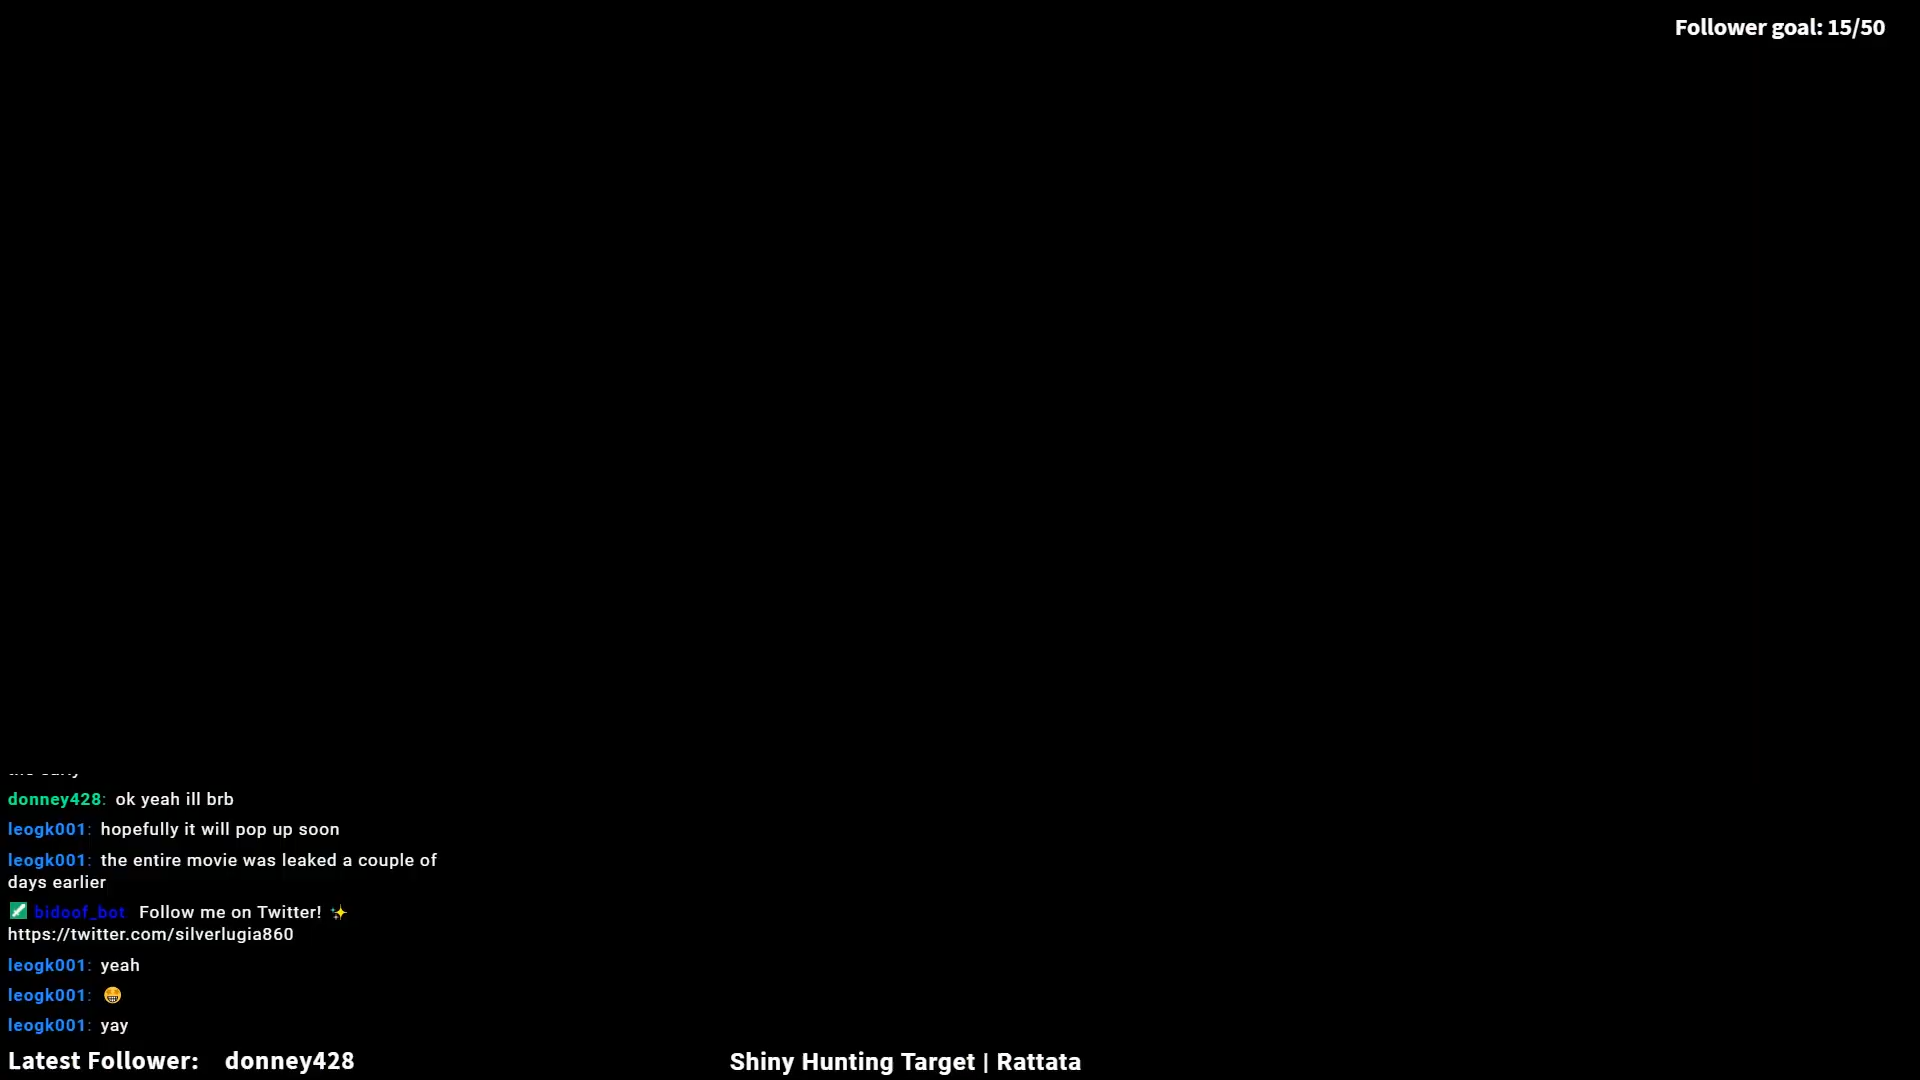 Follower goal: 15/50
donney428: ok yeah ill brb
leogk001: hopefully it will pop up soon
leogk001: the entire movie was leaked a couple of
days earlier
bidoof_bot Follow me on Twitter! ✨
https://twitter.com/silverlugia860
leogk001: yeah
leogk001: 🤩
leogk001: yay
Latest Follower: donney428
Shiny Hunting Target | Rattata